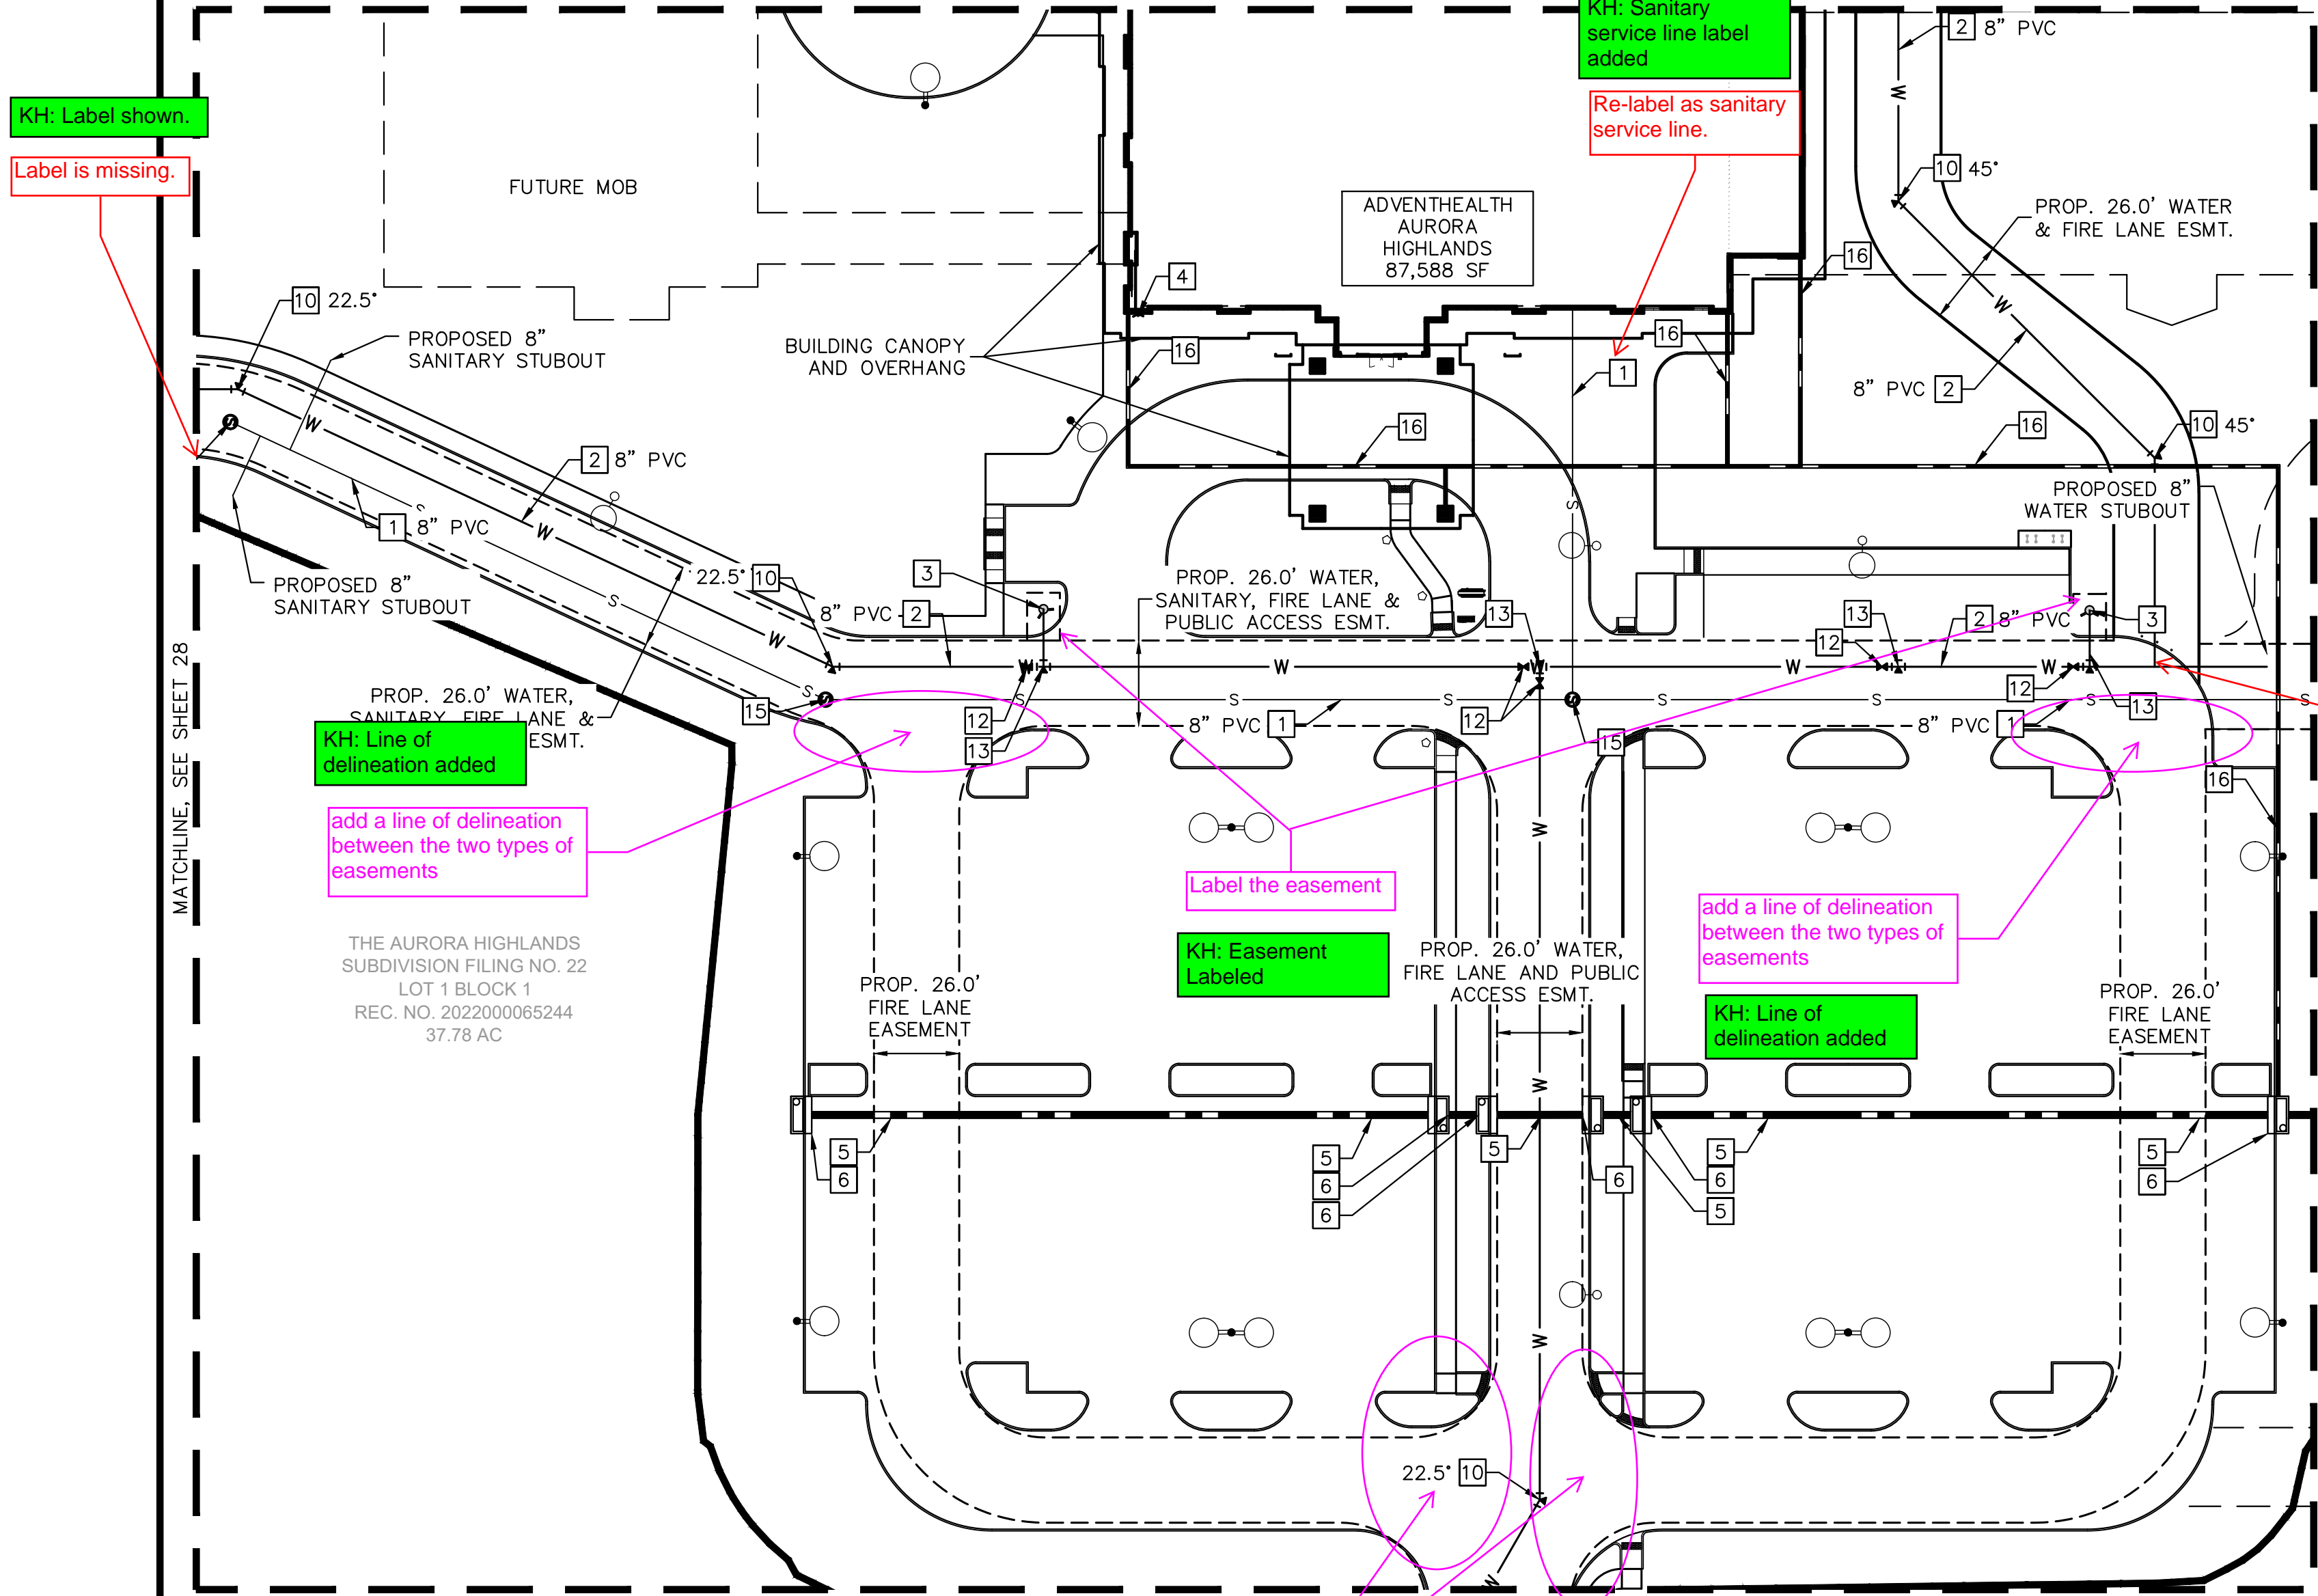 KH: Sanitary
service line label
added
2 8" PVC
KH: Label shown.
Re-label as sanitary
service line.
Label is missing.
W
10 45°
FUTURE MOB
ADVENTHEALTH
AURORA
HIGHLANDS
87,588 SF
PROP. 26.0' WATER
& FIRE LANE ESMT.
16
4
10 22.5°
W
PROPOSED 8"
SANITARY STUBOUT
BUILDING CANOPY
AND OVERHANG
16
16
1
8" PVC 2
W
16
16
10 45°
S
2 8" PVC
PROPOSED 8"
WATER STUBOUT
S
1 8" PVC
W
S
PROPOSED 8"
SANITARY STUBOUT
22.5° 10
3
S
8" PVC 2
PROP. 26.0' WATER,
SANITARY, FIRE LANE &
PUBLIC ACCESS ESMT.
13
13
2 8" PVC
3
12
W
W
W
W
W
W
W
MATCHLINE, SEE SHEET 28
PROP. 26.0' WATER,
SANITARY, FIRE LANE &
ESMT.
S
S
15
S
S
S
S
S
S
S
S
12
13
8" PVC 1
12
15
8" PVC 1
12
13
16
KH: Line of
delineation added
add a line of delineation
between the two types of
easements
W
Label the easement
add a line of delineation
between the two types of
easements
THE AURORA HIGHLANDS
SUBDIVISION FILING NO. 22
LOT 1 BLOCK 1
REC. NO. 2022000065244
37.78 AC
KH: Easement
Labeled
PROP. 26.0' WATER,
FIRE LANE AND PUBLIC
ACCESS ESMT.
PROP. 26.0'
FIRE LANE
EASEMENT
KH: Line of
delineation added
PROP. 26.0'
FIRE LANE
EASEMENT
W
5
6
5
6
6
5
6
5
6
5
5
6
W
22.5° 10
W